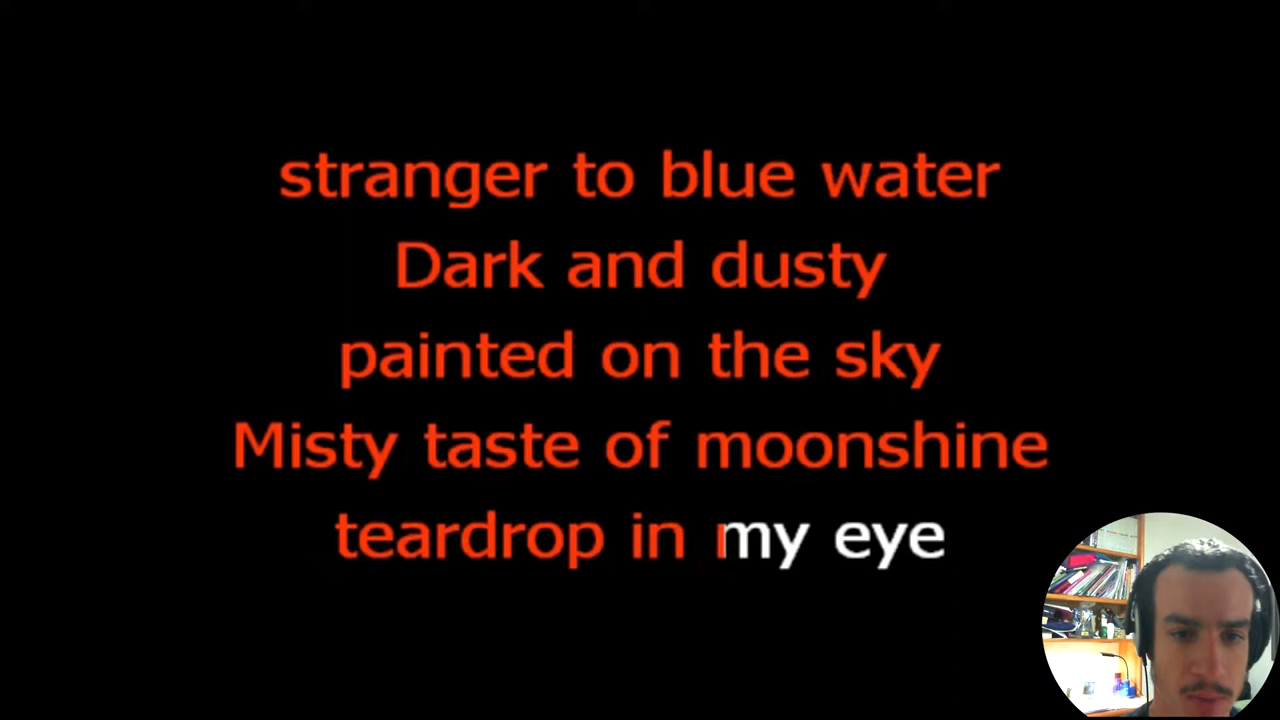 stranger to blue water
Dark and dusty
painted on the sky
Misty taste of moonshine
teardrop in my eye